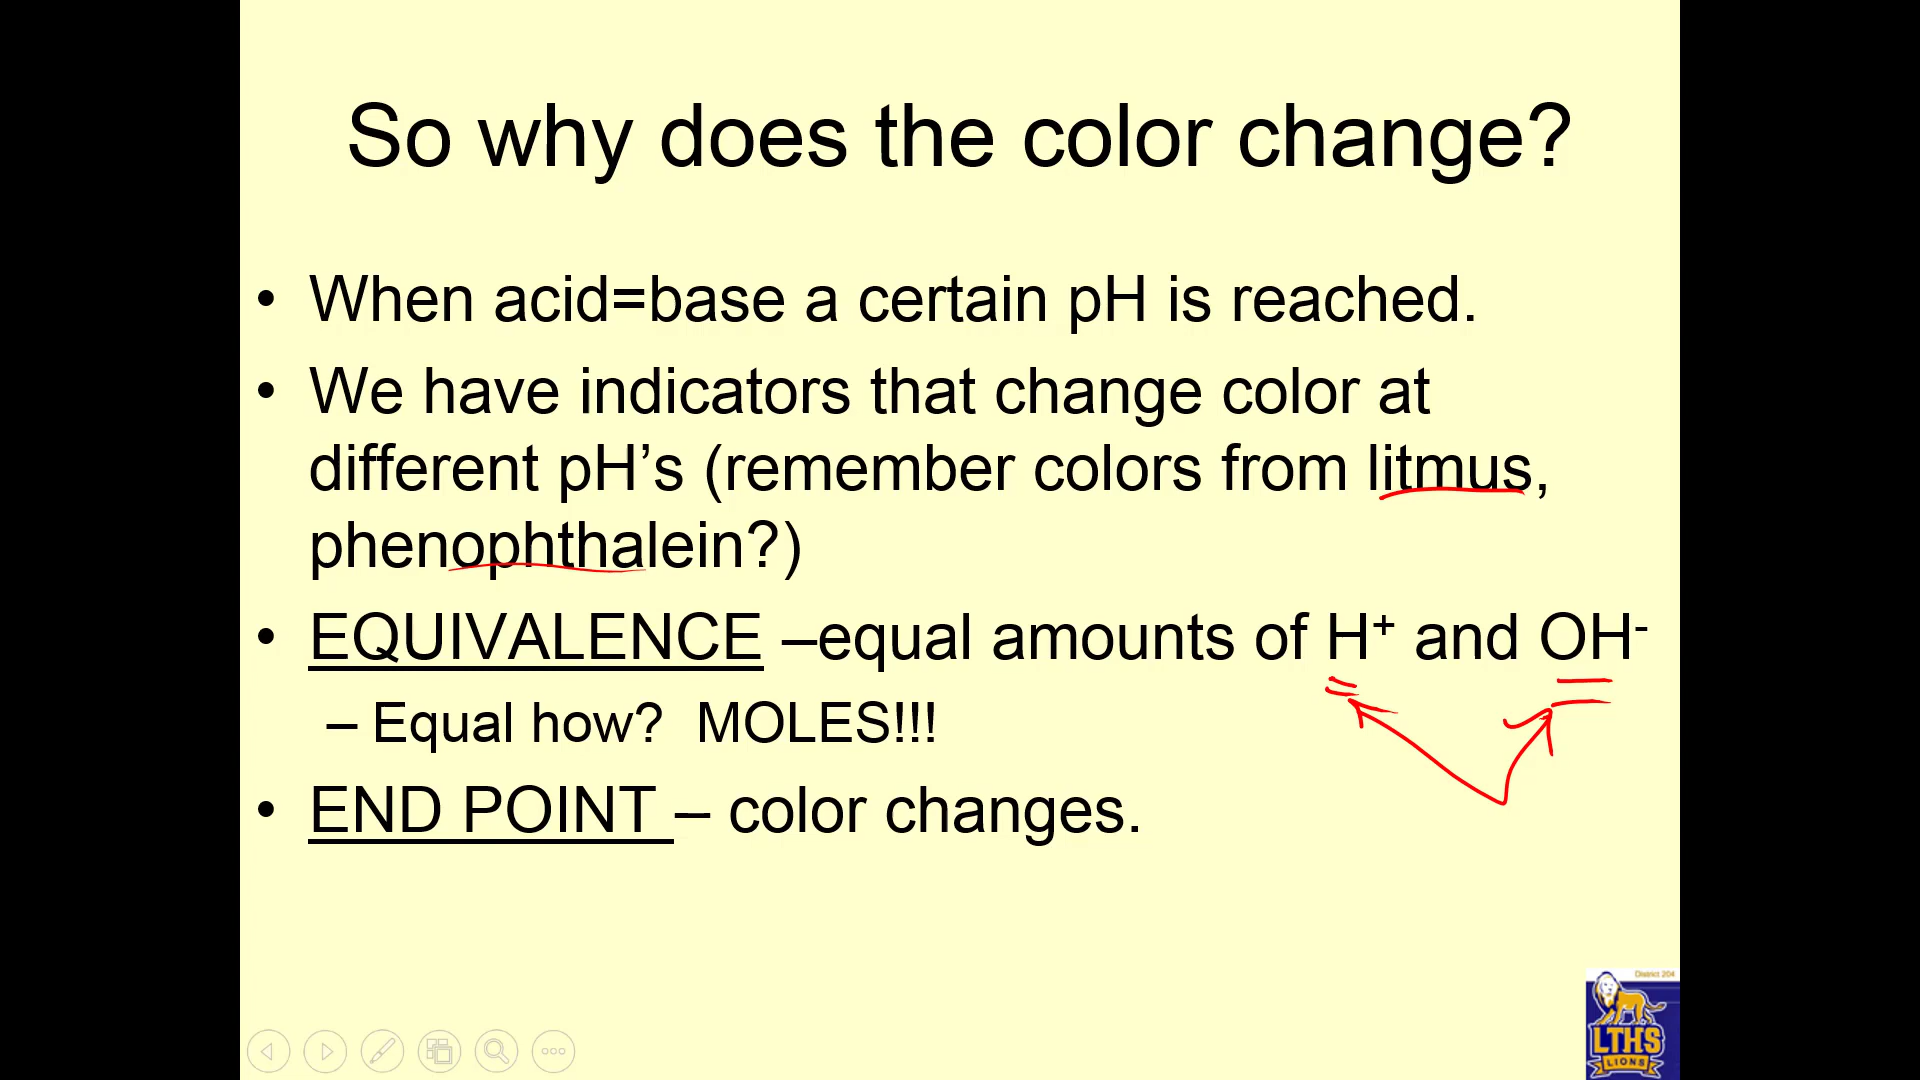 So why does the color change?
• When acid=base a certain pH is reached.
• We have indicators that change color at
different pH’s (remember colors from litmus,
phenophthalein?)
• EQUIVALENCE –equal amounts of H⁺ and OH⁻
– Equal how? MOLES!!!
• END POINT – color changes.
District 204
LTHS
LIONS